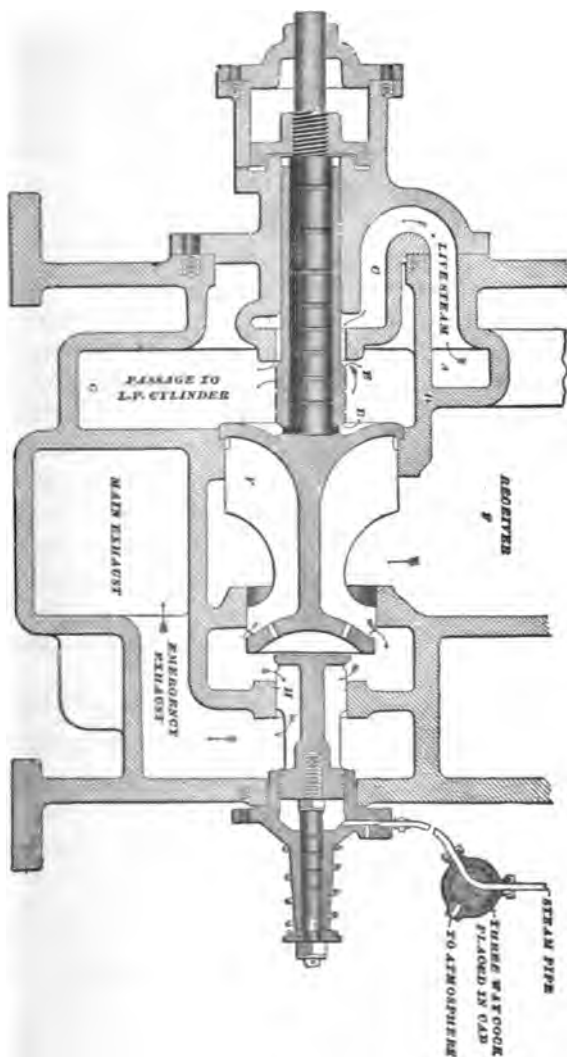 LIVE STEAM
C
A
PASSAGE TO
L.P. CYLINDER
G
E
D
MAIN EXHAUST
V
RECEIVER
F
EMERGENCY
EXHAUST
H
STEAM PIPE
THREE WAY COCK
PLACED IN CAB
TO ATMOSPHERE